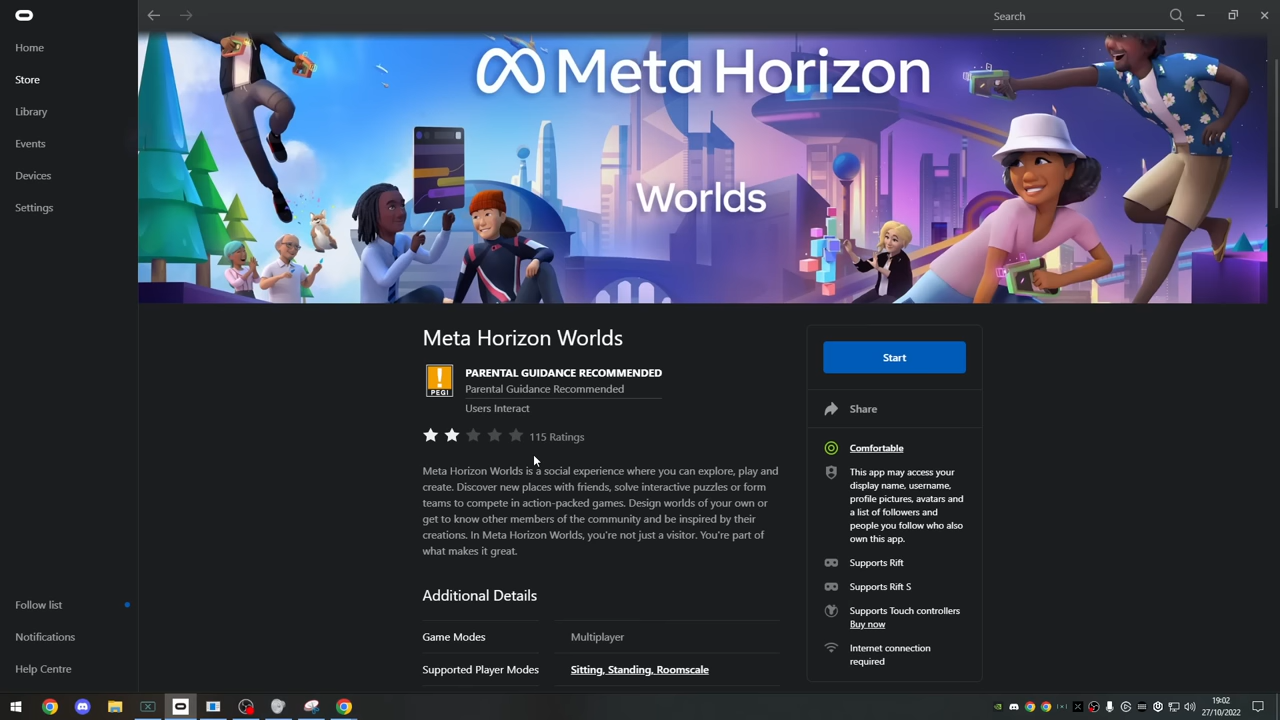 Search
Home
Store
Library
Events
Devices
Settings
Follow list
Notifications
Help Centre
Meta Horizon
Worlds
Meta Horizon Worlds
PEGI
PARENTAL GUIDANCE RECOMMENDED
Parental Guidance Recommended
Users Interact
115 Ratings
Meta Horizon Worlds is a social experience where you can explore, play and
create. Discover new places with friends, solve interactive puzzles or form
teams to compete in action-packed games. Design worlds of your own or
get to know other members of the community and be inspired by their
creations. In Meta Horizon Worlds, you're not just a visitor. You're part of
what makes it great.
Additional Details
Game Modes Multiplayer
Supported Player Modes Sitting, Standing, Roomscale
Start
Share
Comfortable
This app may access your
display name, username,
profile pictures, avatars and
a list of followers and
people you follow who also
own this app.
Supports Rift
Supports Rift S
Supports Touch controllers
Buy now
Internet connection
required
19:02
27/10/2022